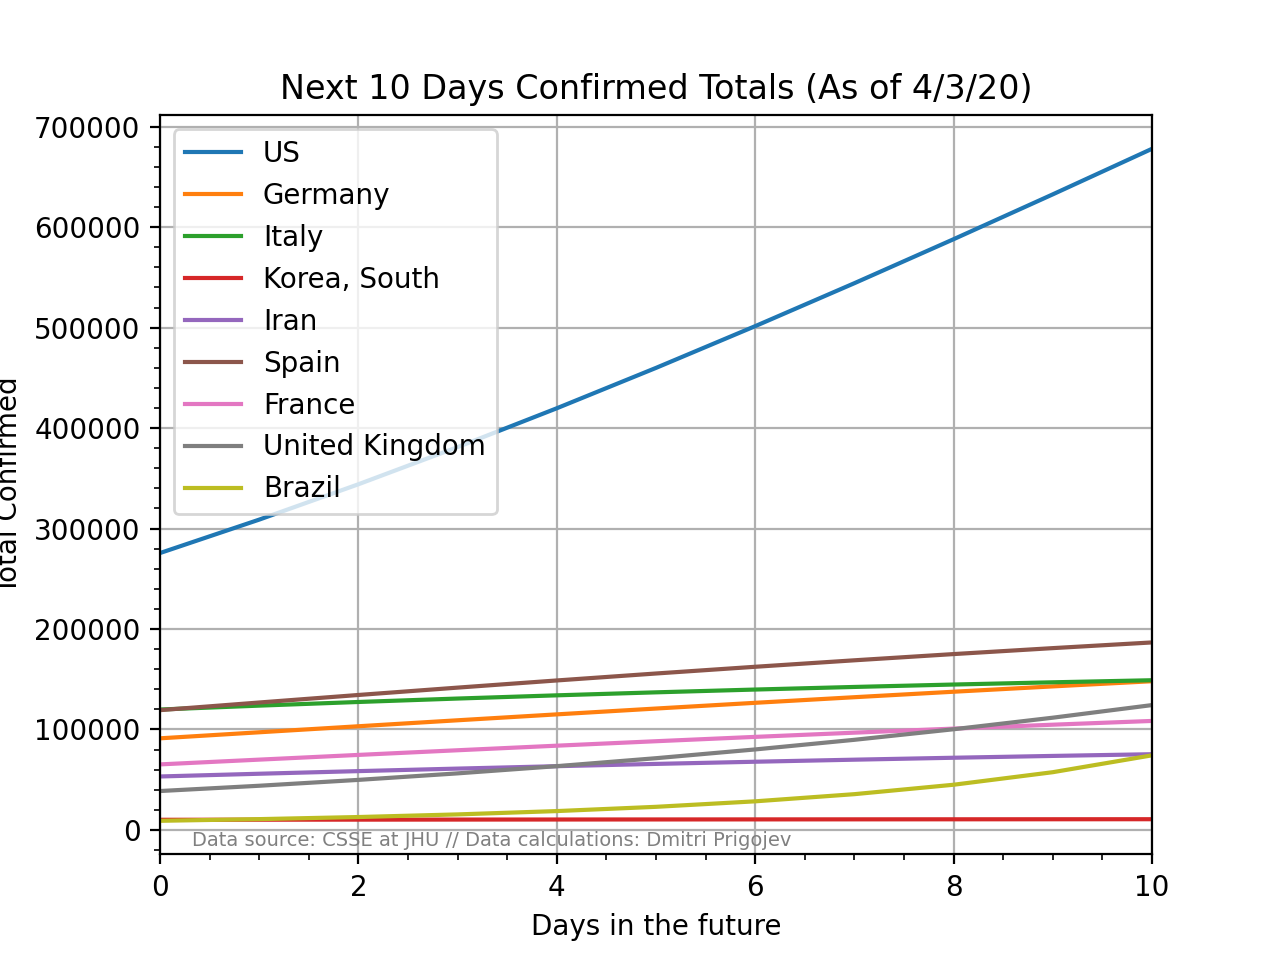 Next 10 Days Confirmed Totals (As of 4/3/20)
700000
600000
500000
400000
300000
200000
100000
0
Total Confirmed
US
Germany
Italy
Korea, South
Iran
Spain
France
United Kingdom
Brazil
Data source: CSSE at JHU // Data calculations: Dmitri Prigojev
0 2 4 6 8 10
Days in the future